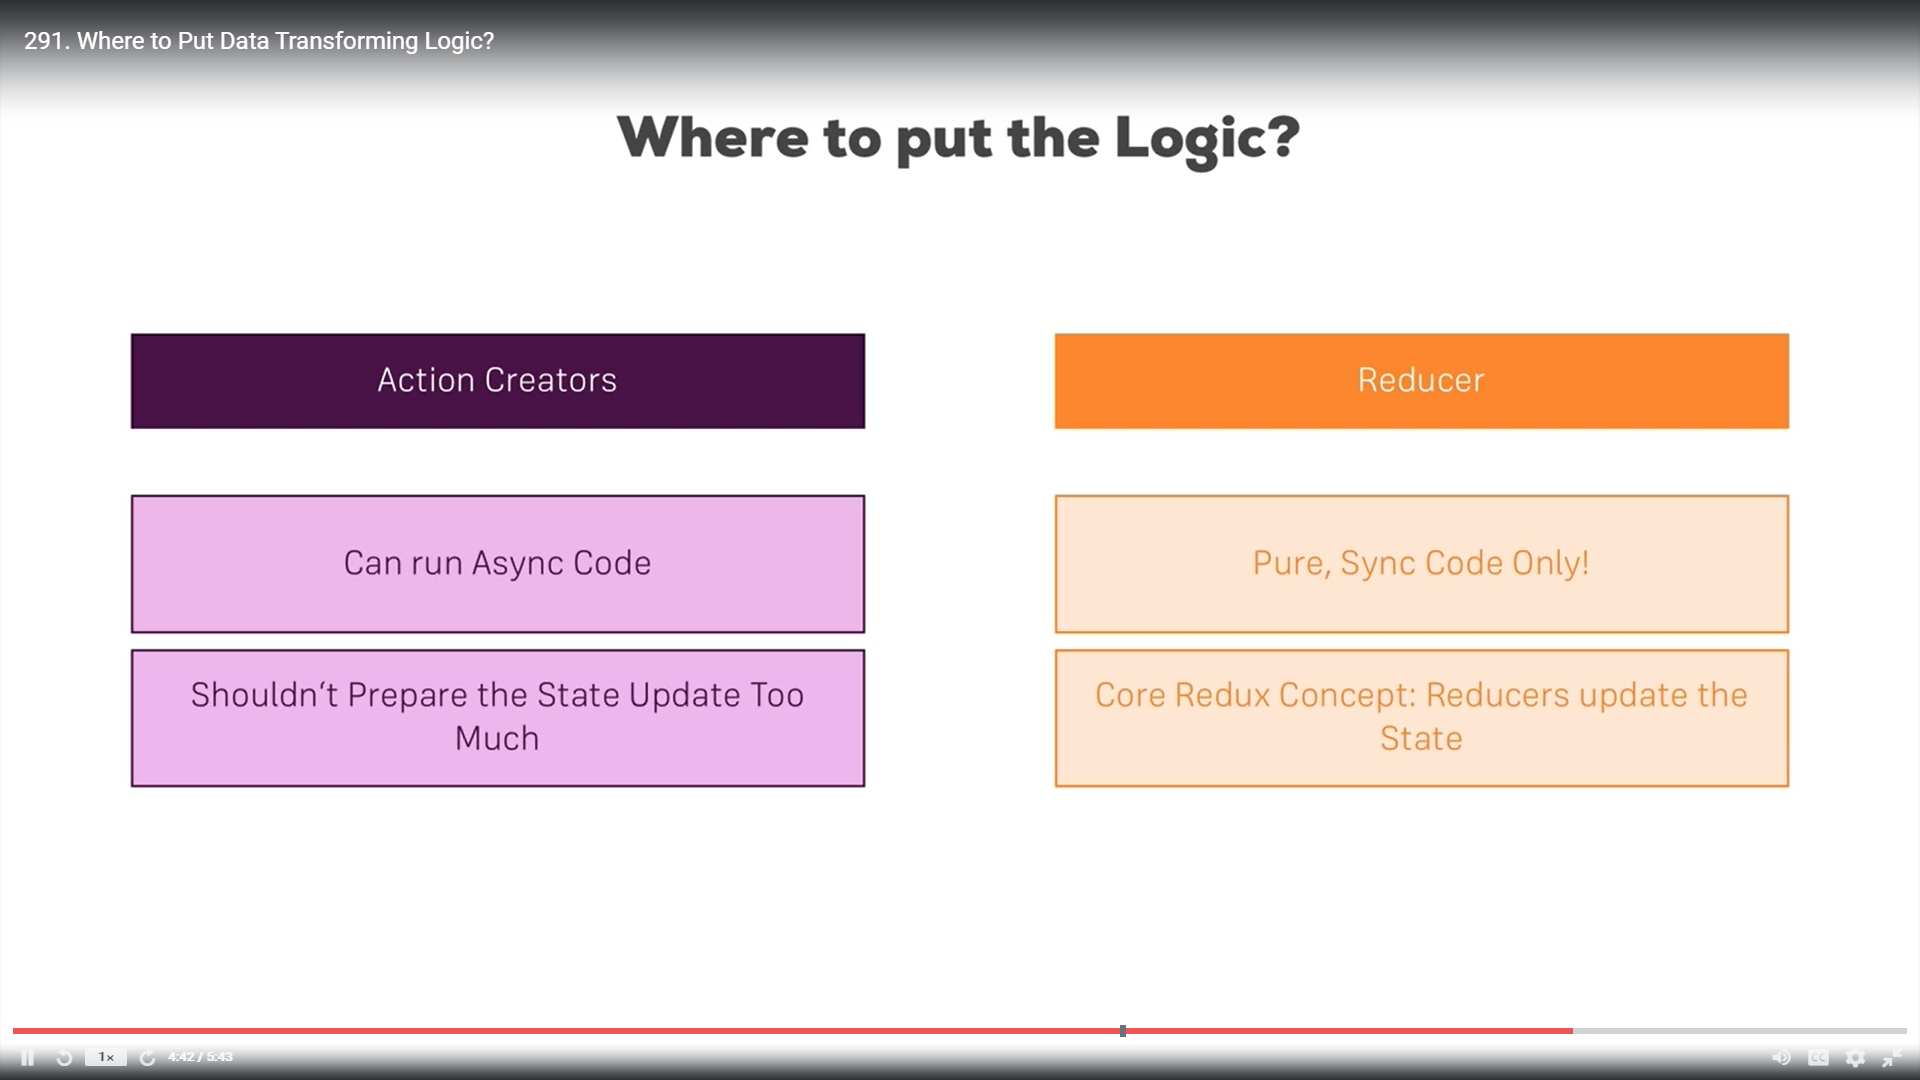 291. Where to Put Data Transforming Logic?
Where to put the Logic?
Action Creators
Reducer
Can run Async Code
Pure, Sync Code Only!
Shouldn‘t Prepare the State Update Too
Much
Core Redux Concept: Reducers update the
State
1×
4:42 / 5:43
CC